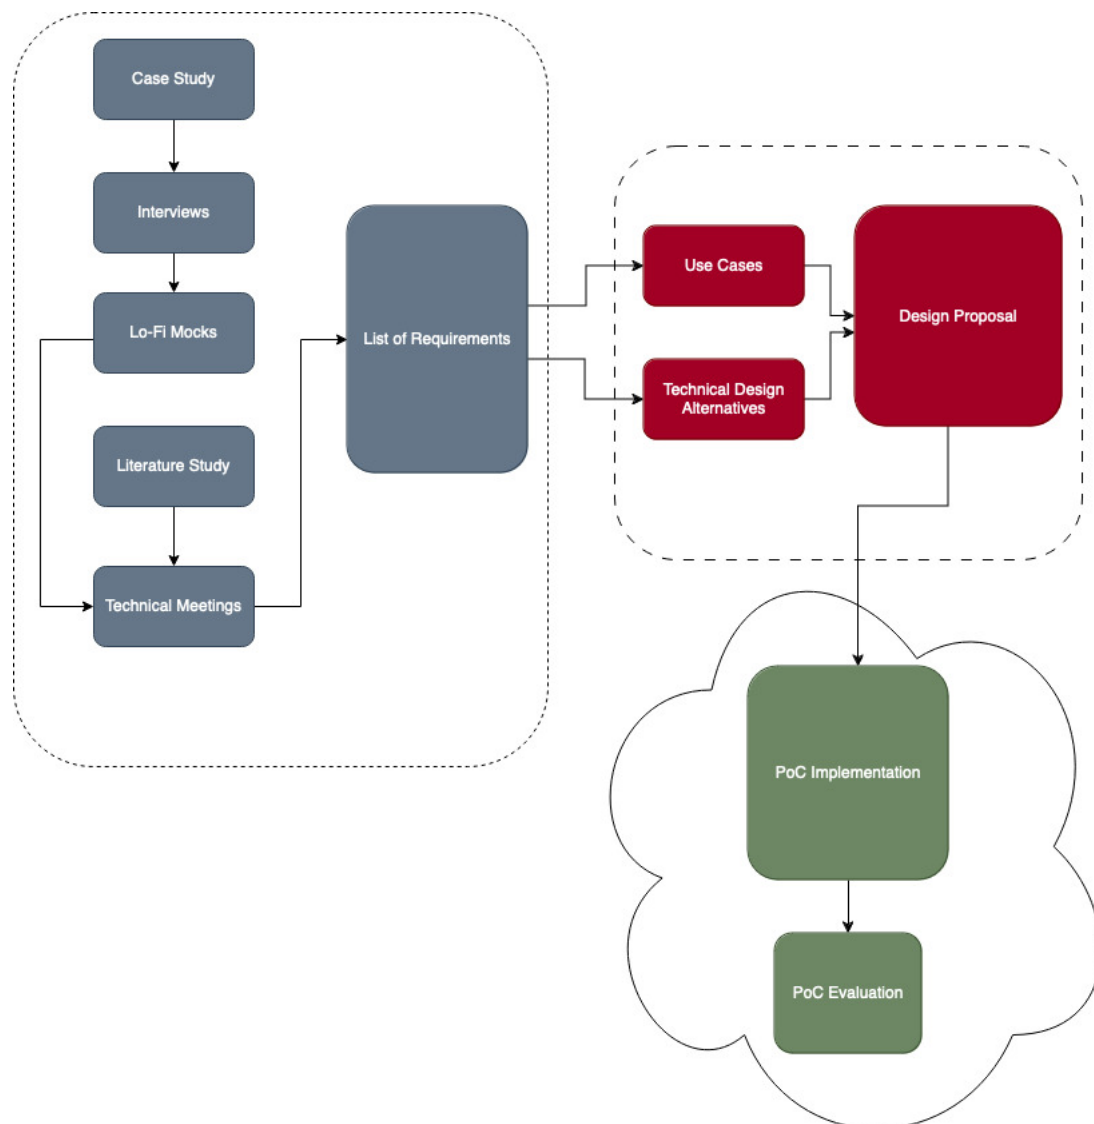 Case Study
Interviews
Lo-Fi Mocks
Literature Study
Technical Meetings
List of Requirements
Use Cases
Technical Design
Alternatives
Design Proposal
PoC Implementation
PoC Evaluation